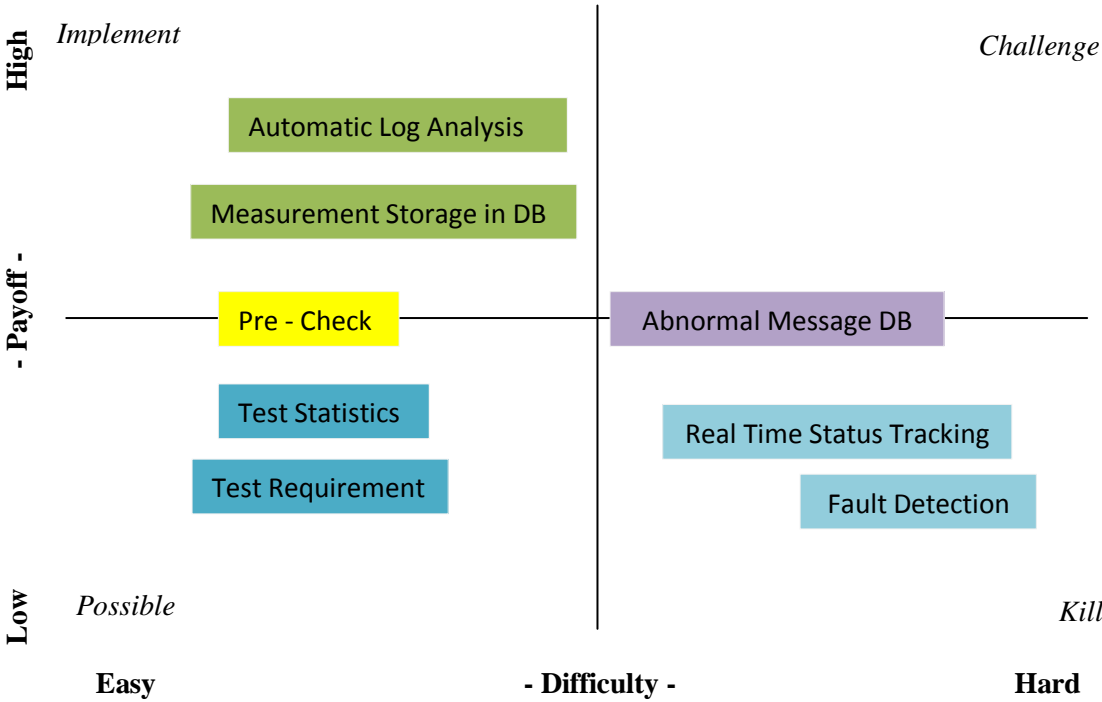 High
Implement
Challenge
Automatic Log Analysis
Measurement Storage in DB
- Payoff -
Pre - Check
Abnormal Message DB
Test Statistics
Real Time Status Tracking
Test Requirement
Fault Detection
Low
Possible
Kill
Easy
- Difficulty -
Hard